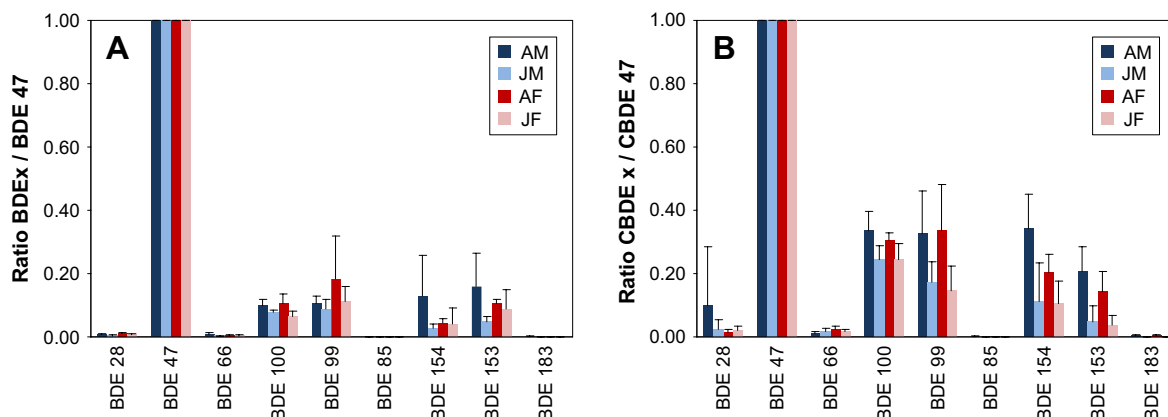 Ratio BDEx / BDE 47
1.00
0.80
0.60
0.40
0.20
0.00
A
AM
JM
AF
JF
BDE 28
BDE 47
BDE 66
BDE 100
BDE 99
BDE 85
BDE 154
BDE 153
BDE 183
Ratio CBDE x / CBDE 47
1.00
0.80
0.60
0.40
0.20
0.00
B
AM
JM
AF
JF
BDE 28
BDE 47
BDE 66
BDE 100
BDE 99
BDE 85
BDE 154
BDE 153
BDE 183